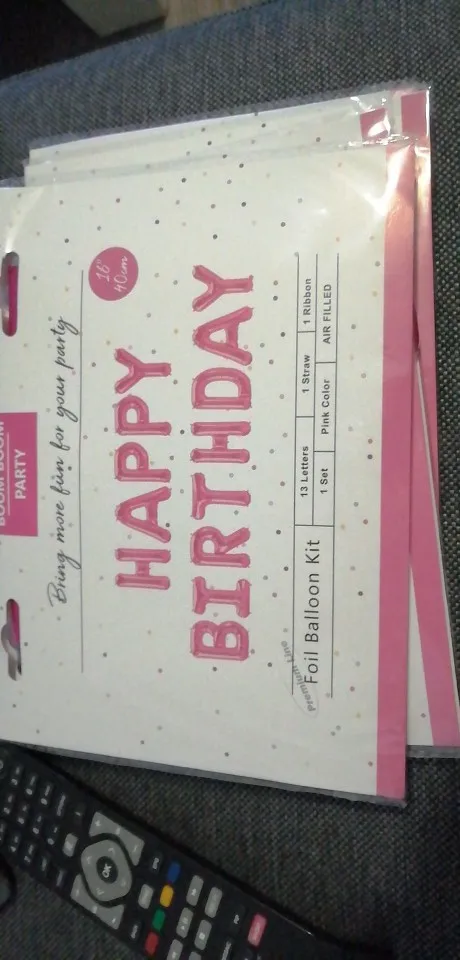 BOOM BOOM
PARTY
Bring more fun for your party
16"
40cm
HAPPY
BIRTHDAY
Premium Line
Foil Balloon Kit
13 Letters
1 Straw
1 Ribbon
1 Set
Pink Color
AIR FILLED
OK